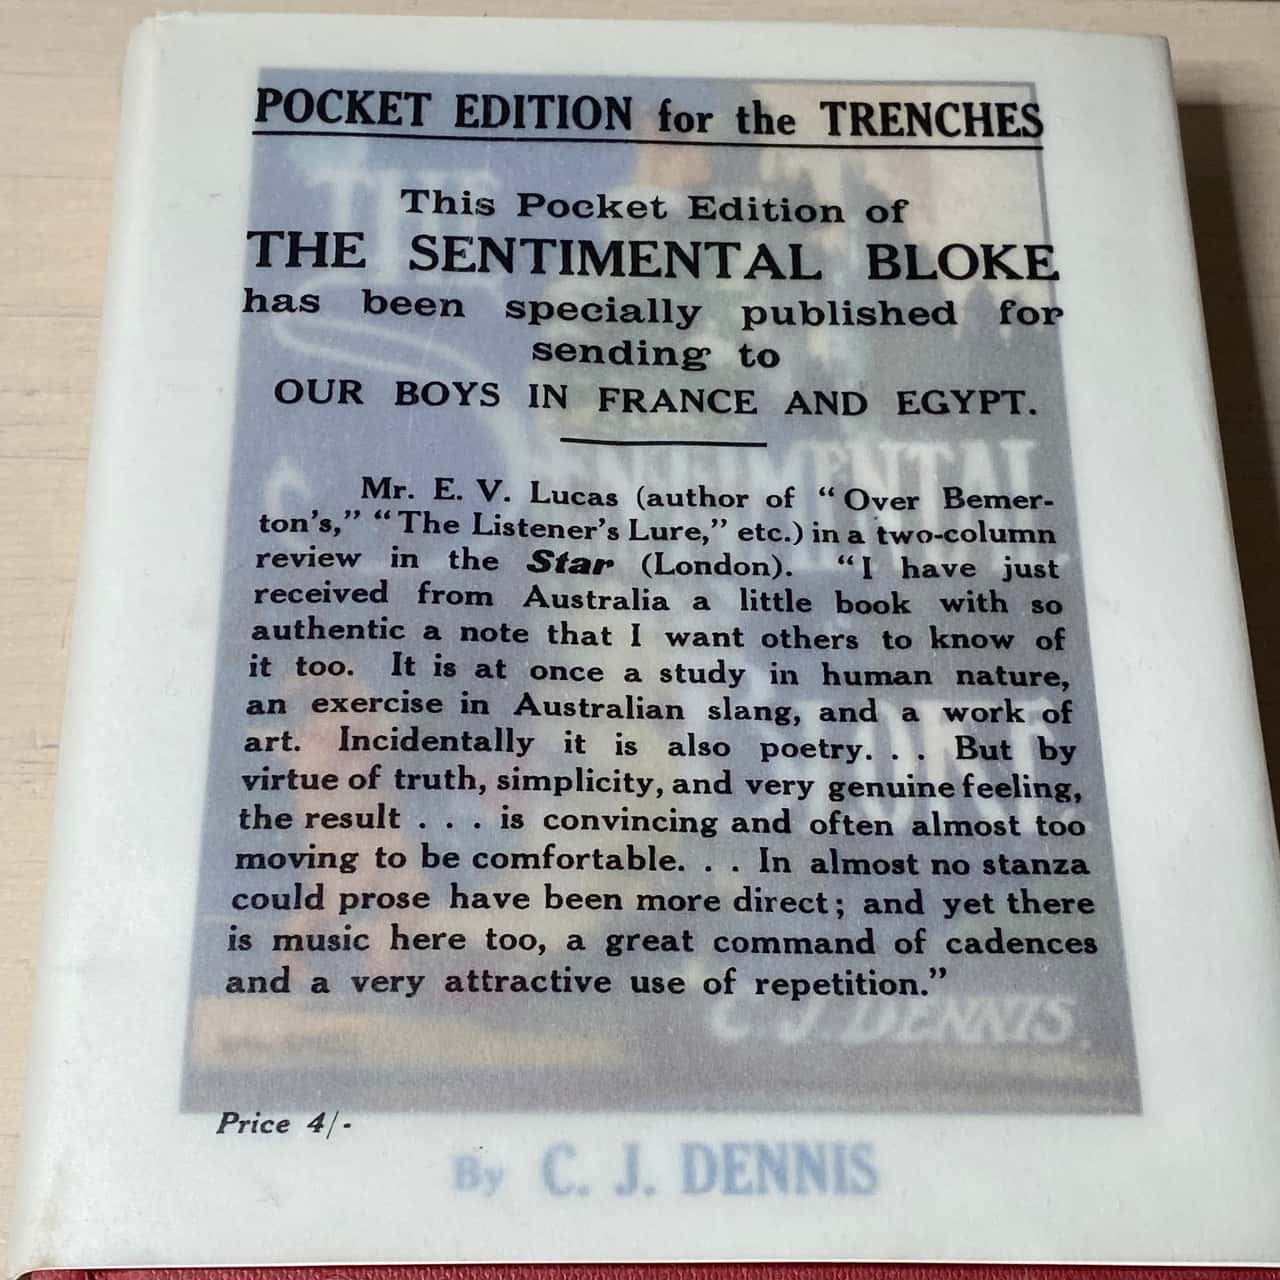 POCKET EDITION for the TRENCHES
This Pocket Edition of
THE SENTIMENTAL BLOKE
has been specially published for
sending to
OUR BOYS IN FRANCE AND EGYPT.
Mr. E. V. Lucas (author of “Over Bemer-
ton's,” “The Listener's Lure,” etc.) in a two-column
review in the Star (London). “I have just
received from Australia a little book with so
authentic a note that I want others to know of
it too. It is at once a study in human nature,
an exercise in Australian slang, and a work of
art. Incidentally it is also poetry. . . But by
virtue of truth, simplicity, and very genuine feeling,
the result . . . is convincing and often almost too
moving to be comfortable. . . In almost no stanza
could prose have been more direct; and yet there
is music here too, a great command of cadences
and a very attractive use of repetition.”
C J DENNIS.
Price 4/-
By C. J. DENNIS